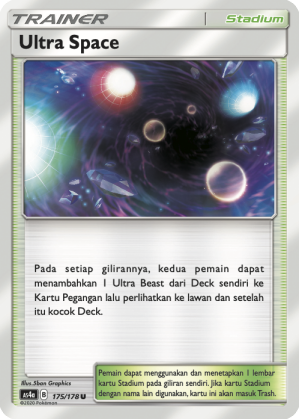 TRAINER
Stadium
Ultra Space
Pada setiap gilirannya, kedua pemain dapat
menambahkan 1 Ultra Beast dari Deck sendiri ke
Kartu Pegangan lalu perlihatkan ke lawan dan setelah
itu kocok Deck.
Illus. 5ban Graphics
AS4a B 175/178 U
©2020 Pokémon
Pemain dapat menggunakan dan menetapkan 1 lembar
kartu Stadium pada giliran sendiri. Jika kartu Stadium
dengan nama lain digunakan, kartu ini akan masuk Trash.